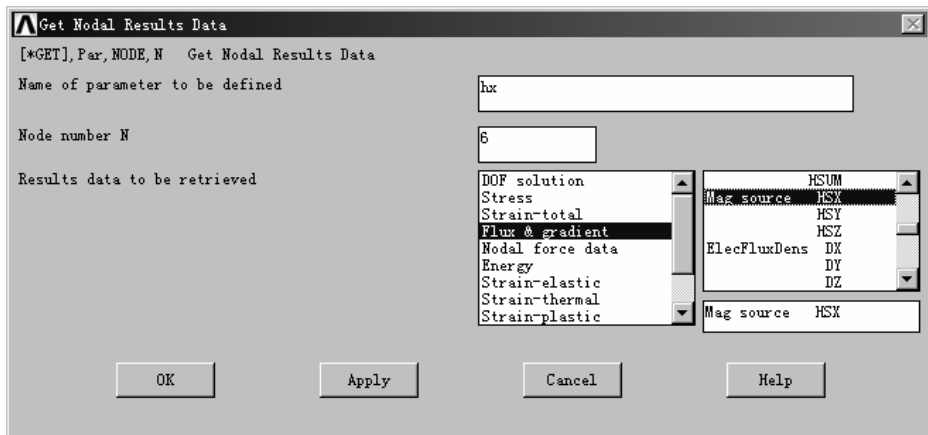 Get Nodal Results Data
[*GET],Par,NODE,N   Get Nodal Results Data
Name of parameter to be defined
hx
Node number N
6
Results data to be retrieved
DOF solution
Stress
Strain-total
Flux & gradient
Nodal force data
Energy
Strain-elastic
Strain-thermal
Strain-plastic
HSUM
Mag source   HSX
HSY
HSZ
ElecFluxDens   DX
DY
DZ
Mag source   HSX
OK
Apply
Cancel
Help